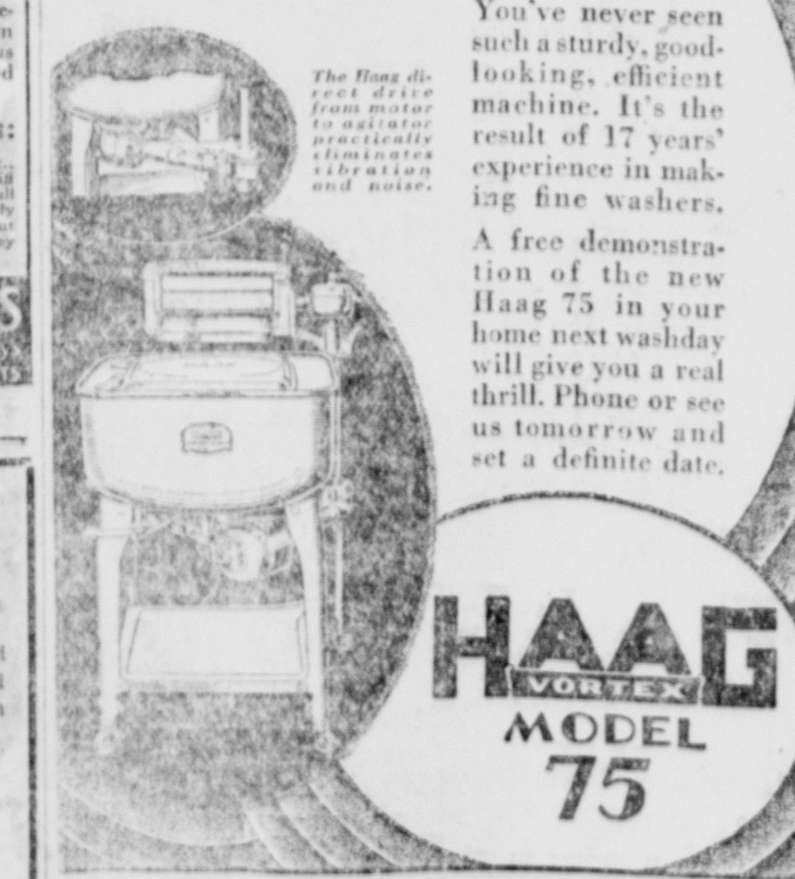 The Haag di-
rect drive
from motor
to agitator
practically
eliminates
vibration
and noise.
You've never seen
such a sturdy, good-
looking, efficient
machine. It's the
result of 17 years'
experience in mak-
ing fine washers.
A free demonstra-
tion of the new
Haag 75 in your
home next washday
will give you a real
thrill. Phone or see
us tomorrow and
set a definite date.
HAAG
VORTEX
MODEL
75